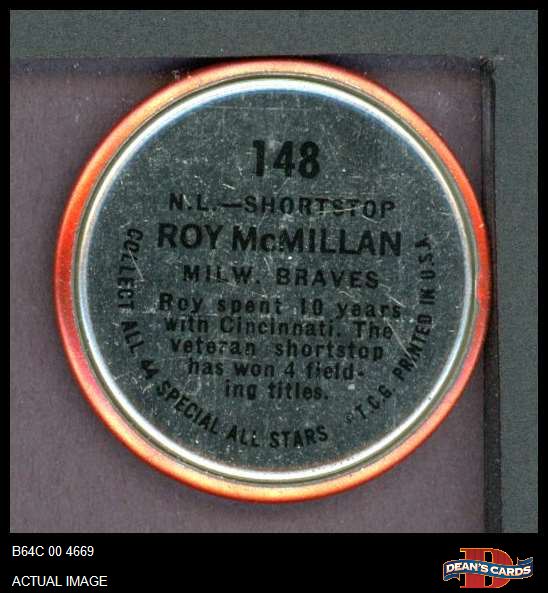 148
N.L.—SHORTSTOP
ROY McMILLAN
MILW. BRAVES
Roy spent 10 years
with Cincinnati. The
veteran shortstop
has won 4 field-
ing titles.
COLLECT ALL 44 SPECIAL ALL STARS
*T.C.G. PRINTED IN U.S.A.
B64C 00 4669
ACTUAL IMAGE
D
DEAN'S CARDS